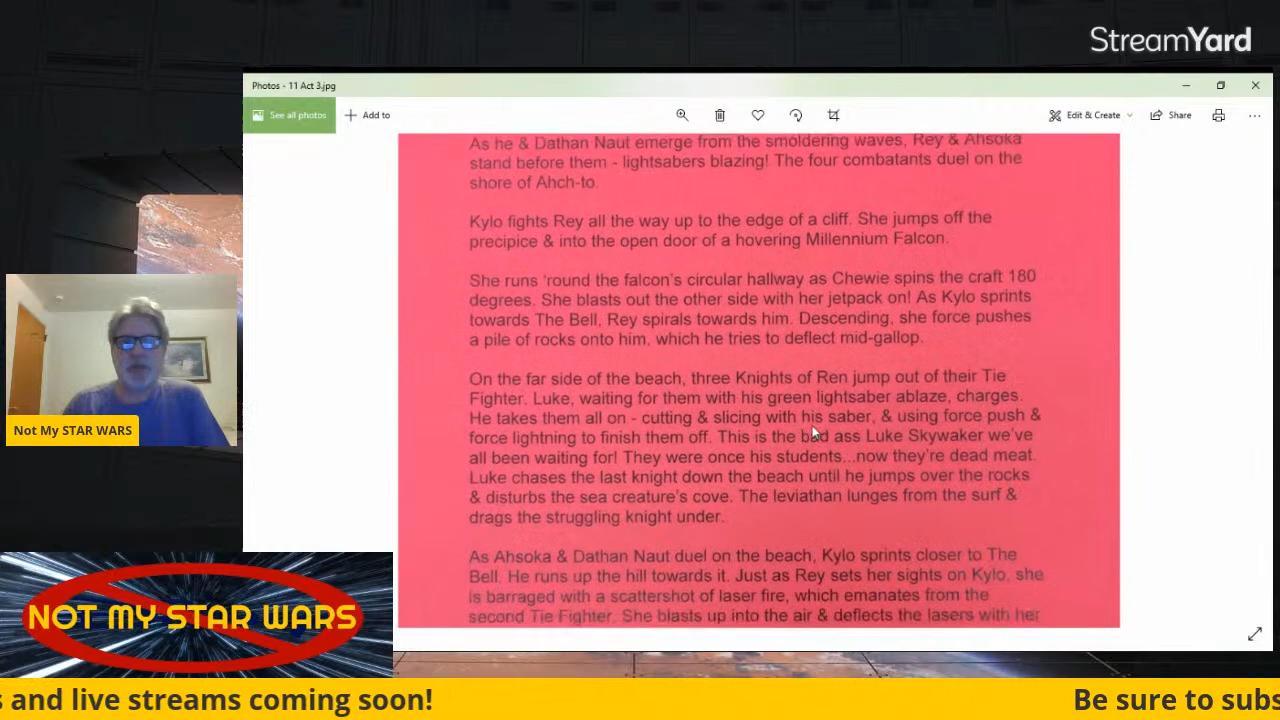 StreamYard
Photos - 11 Act 3.jpg
See all photos
Add to
Edit & Create
Share
As he & Dathan Naut emerge from the smoldering waves, Rey & Ahsoka
stand before them - lightsabers blazing! The four combatants duel on the
shore of Ahch-to.
Kylo fights Rey all the way up to the edge of a cliff. She jumps off the
precipice & into the open door of a hovering Millennium Falcon.
She runs 'round the falcon's circular hallway as Chewie spins the craft 180
degrees. She blasts out the other side with her jetpack on! As Kylo sprints
towards The Bell, Rey spirals towards him. Descending, she force pushes
a pile of rocks onto him, which he tries to deflect mid-gallop.
On the far side of the beach, three Knights of Ren jump out of their Tie
Fighter. Luke, waiting for them with his green lightsaber ablaze, charges.
He takes them all on - cutting & slicing with his saber, & using force push &
force lightning to finish them off. This is the bad ass Luke Skywaker we've
all been waiting for! They were once his students...now they're dead meat.
Luke chases the last knight down the beach until he jumps over the rocks
& disturbs the sea creature's cove. The leviathan lunges from the surf &
drags the struggling knight under.
As Ahsoka & Dathan Naut duel on the beach, Kylo sprints closer to The
Bell. He runs up the hill towards it. Just as Rey sets her sights on Kylo, she
is barraged with a scattershot of laser fire, which emanates from the
second Tie Fighter. She blasts up into the air & deflects the lasers with her
Not My STAR WARS
NOT MY STAR WARS
s and live streams coming soon!
Be sure to subs